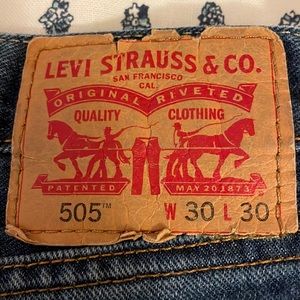 LEVI STRAUSS & CO.
SAN FRANCISCO
CAL.
ORIGINAL RIVETED
QUALITY CLOTHING
PATENTED MAY 20 1873
505™ W 30 L 30